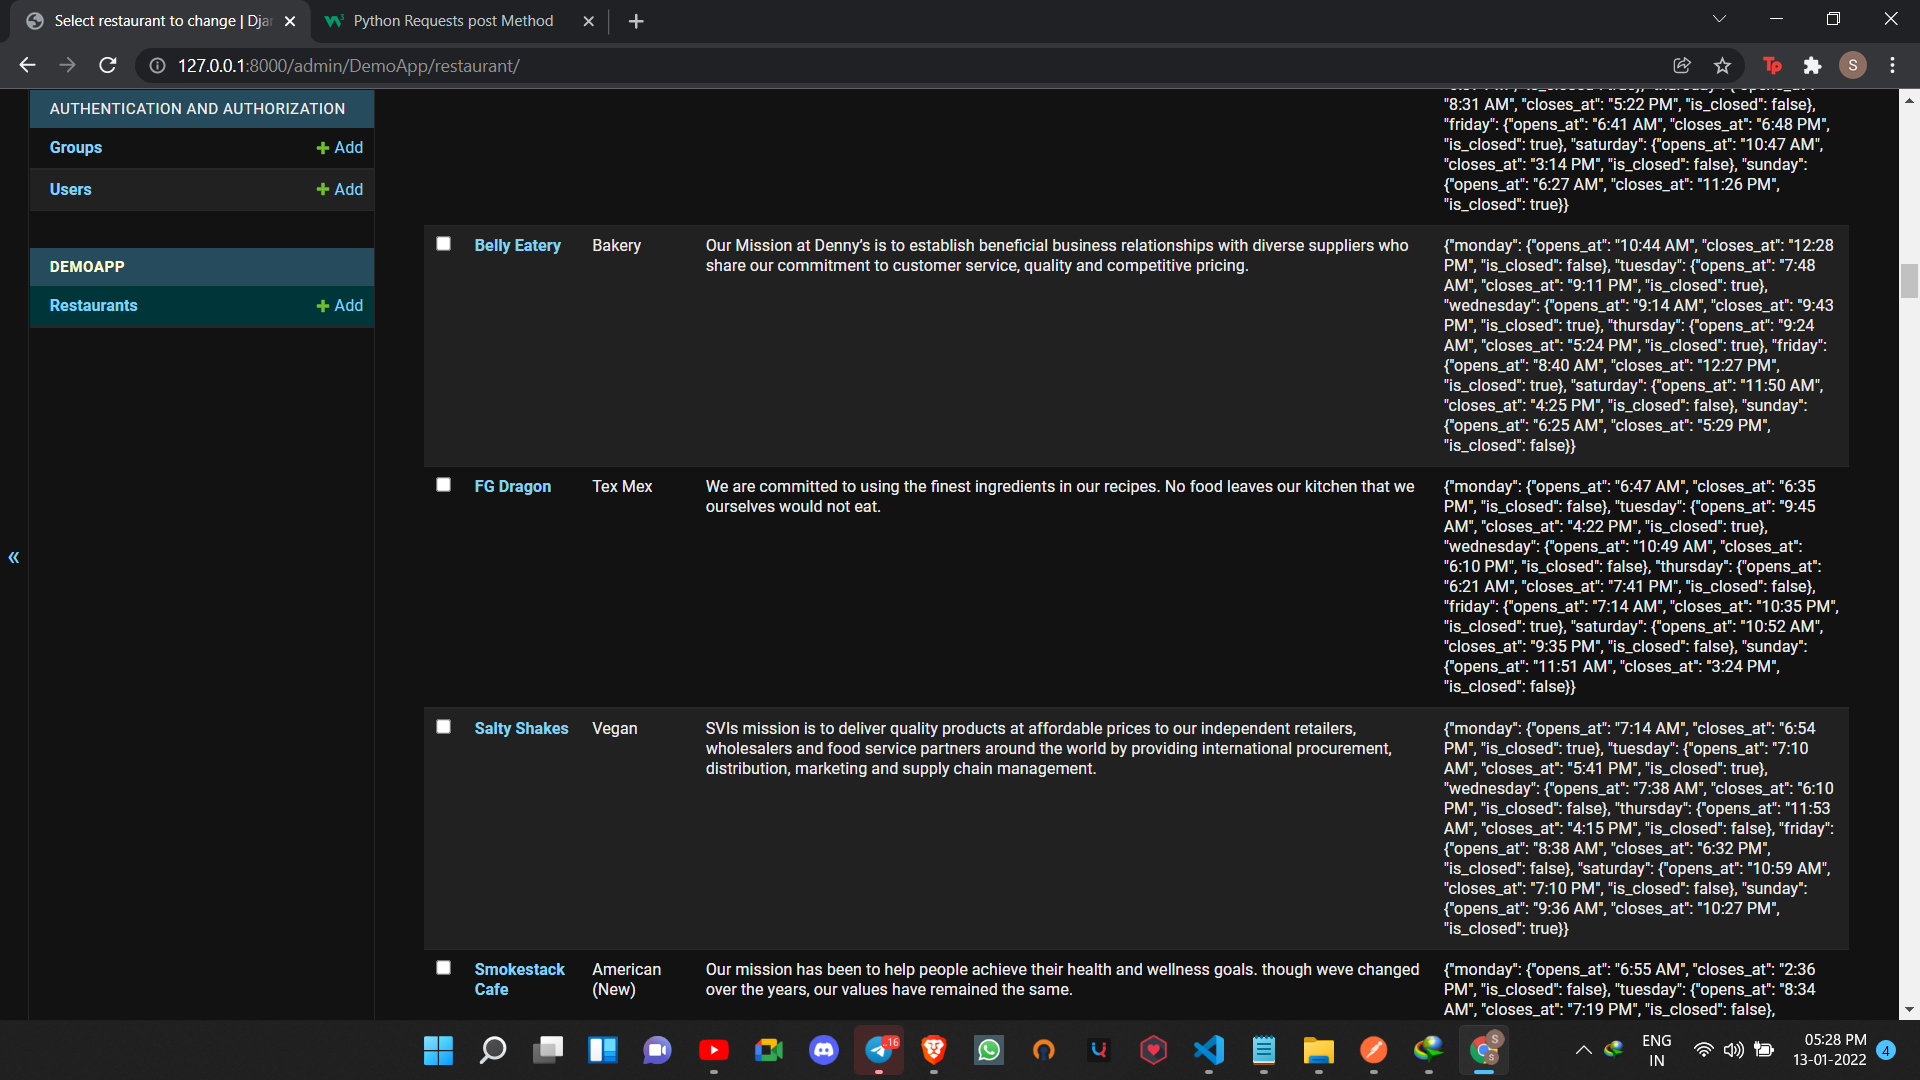 Select restaurant to change | Dja
Python Requests post Method
127.0.0.1:8000/admin/DemoApp/restaurant/
S
AUTHENTICATION AND AUTHORIZATION
Groups
Add
Users
Add
DEMOAPP
Restaurants
Add
«
8:31 AM", "closes_at": "5:22 PM", "is_closed": false},
"friday": {"opens_at": "6:41 AM", "closes_at": "6:48 PM",
"is_closed": true}, "saturday": {"opens_at": "10:47 AM",
"closes_at": "3:14 PM", "is_closed": false}, "sunday":
{"opens_at": "6:27 AM", "closes_at": "11:26 PM",
"is_closed": true}}
Belly Eatery
Bakery
Our Mission at Denny's is to establish beneficial business relationships with diverse suppliers who
share our commitment to customer service, quality and competitive pricing.
{"monday": {"opens_at": "10:44 AM", "closes_at": "12:28
PM", "is_closed": false}, "tuesday": {"opens_at": "7:48
AM", "closes_at": "9:11 PM", "is_closed": true},
"wednesday": {"opens_at": "9:14 AM", "closes_at": "9:43
PM", "is_closed": true}, "thursday": {"opens_at": "9:24
AM", "closes_at": "5:24 PM", "is_closed": true}, "friday":
{"opens_at": "8:40 AM", "closes_at": "12:27 PM",
"is_closed": true}, "saturday": {"opens_at": "11:50 AM",
"closes_at": "4:25 PM", "is_closed": false}, "sunday":
{"opens_at": "6:25 AM", "closes_at": "5:29 PM",
"is_closed": false}}
FG Dragon
Tex Mex
We are committed to using the finest ingredients in our recipes. No food leaves our kitchen that we
ourselves would not eat.
{"monday": {"opens_at": "6:47 AM", "closes_at": "6:35
PM", "is_closed": false}, "tuesday": {"opens_at": "9:45
AM", "closes_at": "4:22 PM", "is_closed": true},
"wednesday": {"opens_at": "10:49 AM", "closes_at":
"6:10 PM", "is_closed": false}, "thursday": {"opens_at":
"6:21 AM", "closes_at": "7:41 PM", "is_closed": false},
"friday": {"opens_at": "7:14 AM", "closes_at": "10:35 PM",
"is_closed": true}, "saturday": {"opens_at": "10:52 AM",
"closes_at": "9:35 PM", "is_closed": false}, "sunday":
{"opens_at": "11:51 AM", "closes_at": "3:24 PM",
"is_closed": false}}
Salty Shakes
Vegan
SVIs mission is to deliver quality products at affordable prices to our independent retailers,
wholesalers and food service partners around the world by providing international procurement,
distribution, marketing and supply chain management.
{"monday": {"opens_at": "7:14 AM", "closes_at": "6:54
PM", "is_closed": true}, "tuesday": {"opens_at": "7:10
AM", "closes_at": "5:41 PM", "is_closed": true},
"wednesday": {"opens_at": "7:38 AM", "closes_at": "6:10
PM", "is_closed": false}, "thursday": {"opens_at": "11:53
AM", "closes_at": "4:15 PM", "is_closed": false}, "friday":
{"opens_at": "8:38 AM", "closes_at": "6:32 PM",
"is_closed": false}, "saturday": {"opens_at": "10:59 AM",
"closes_at": "7:10 PM", "is_closed": false}, "sunday":
{"opens_at": "9:36 AM", "closes_at": "10:27 PM",
"is_closed": true}}
Smokestack
Cafe
American
(New)
Our mission has been to help people achieve their health and wellness goals. though weve changed
over the years, our values have remained the same.
{"monday": {"opens_at": "6:55 AM", "closes_at": "2:36
PM", "is_closed": false}, "tuesday": {"opens_at": "8:34
AM", "closes_at": "7:19 PM", "is_closed": false},
..16
ENG
IN
05:28 PM
13-01-2022
4